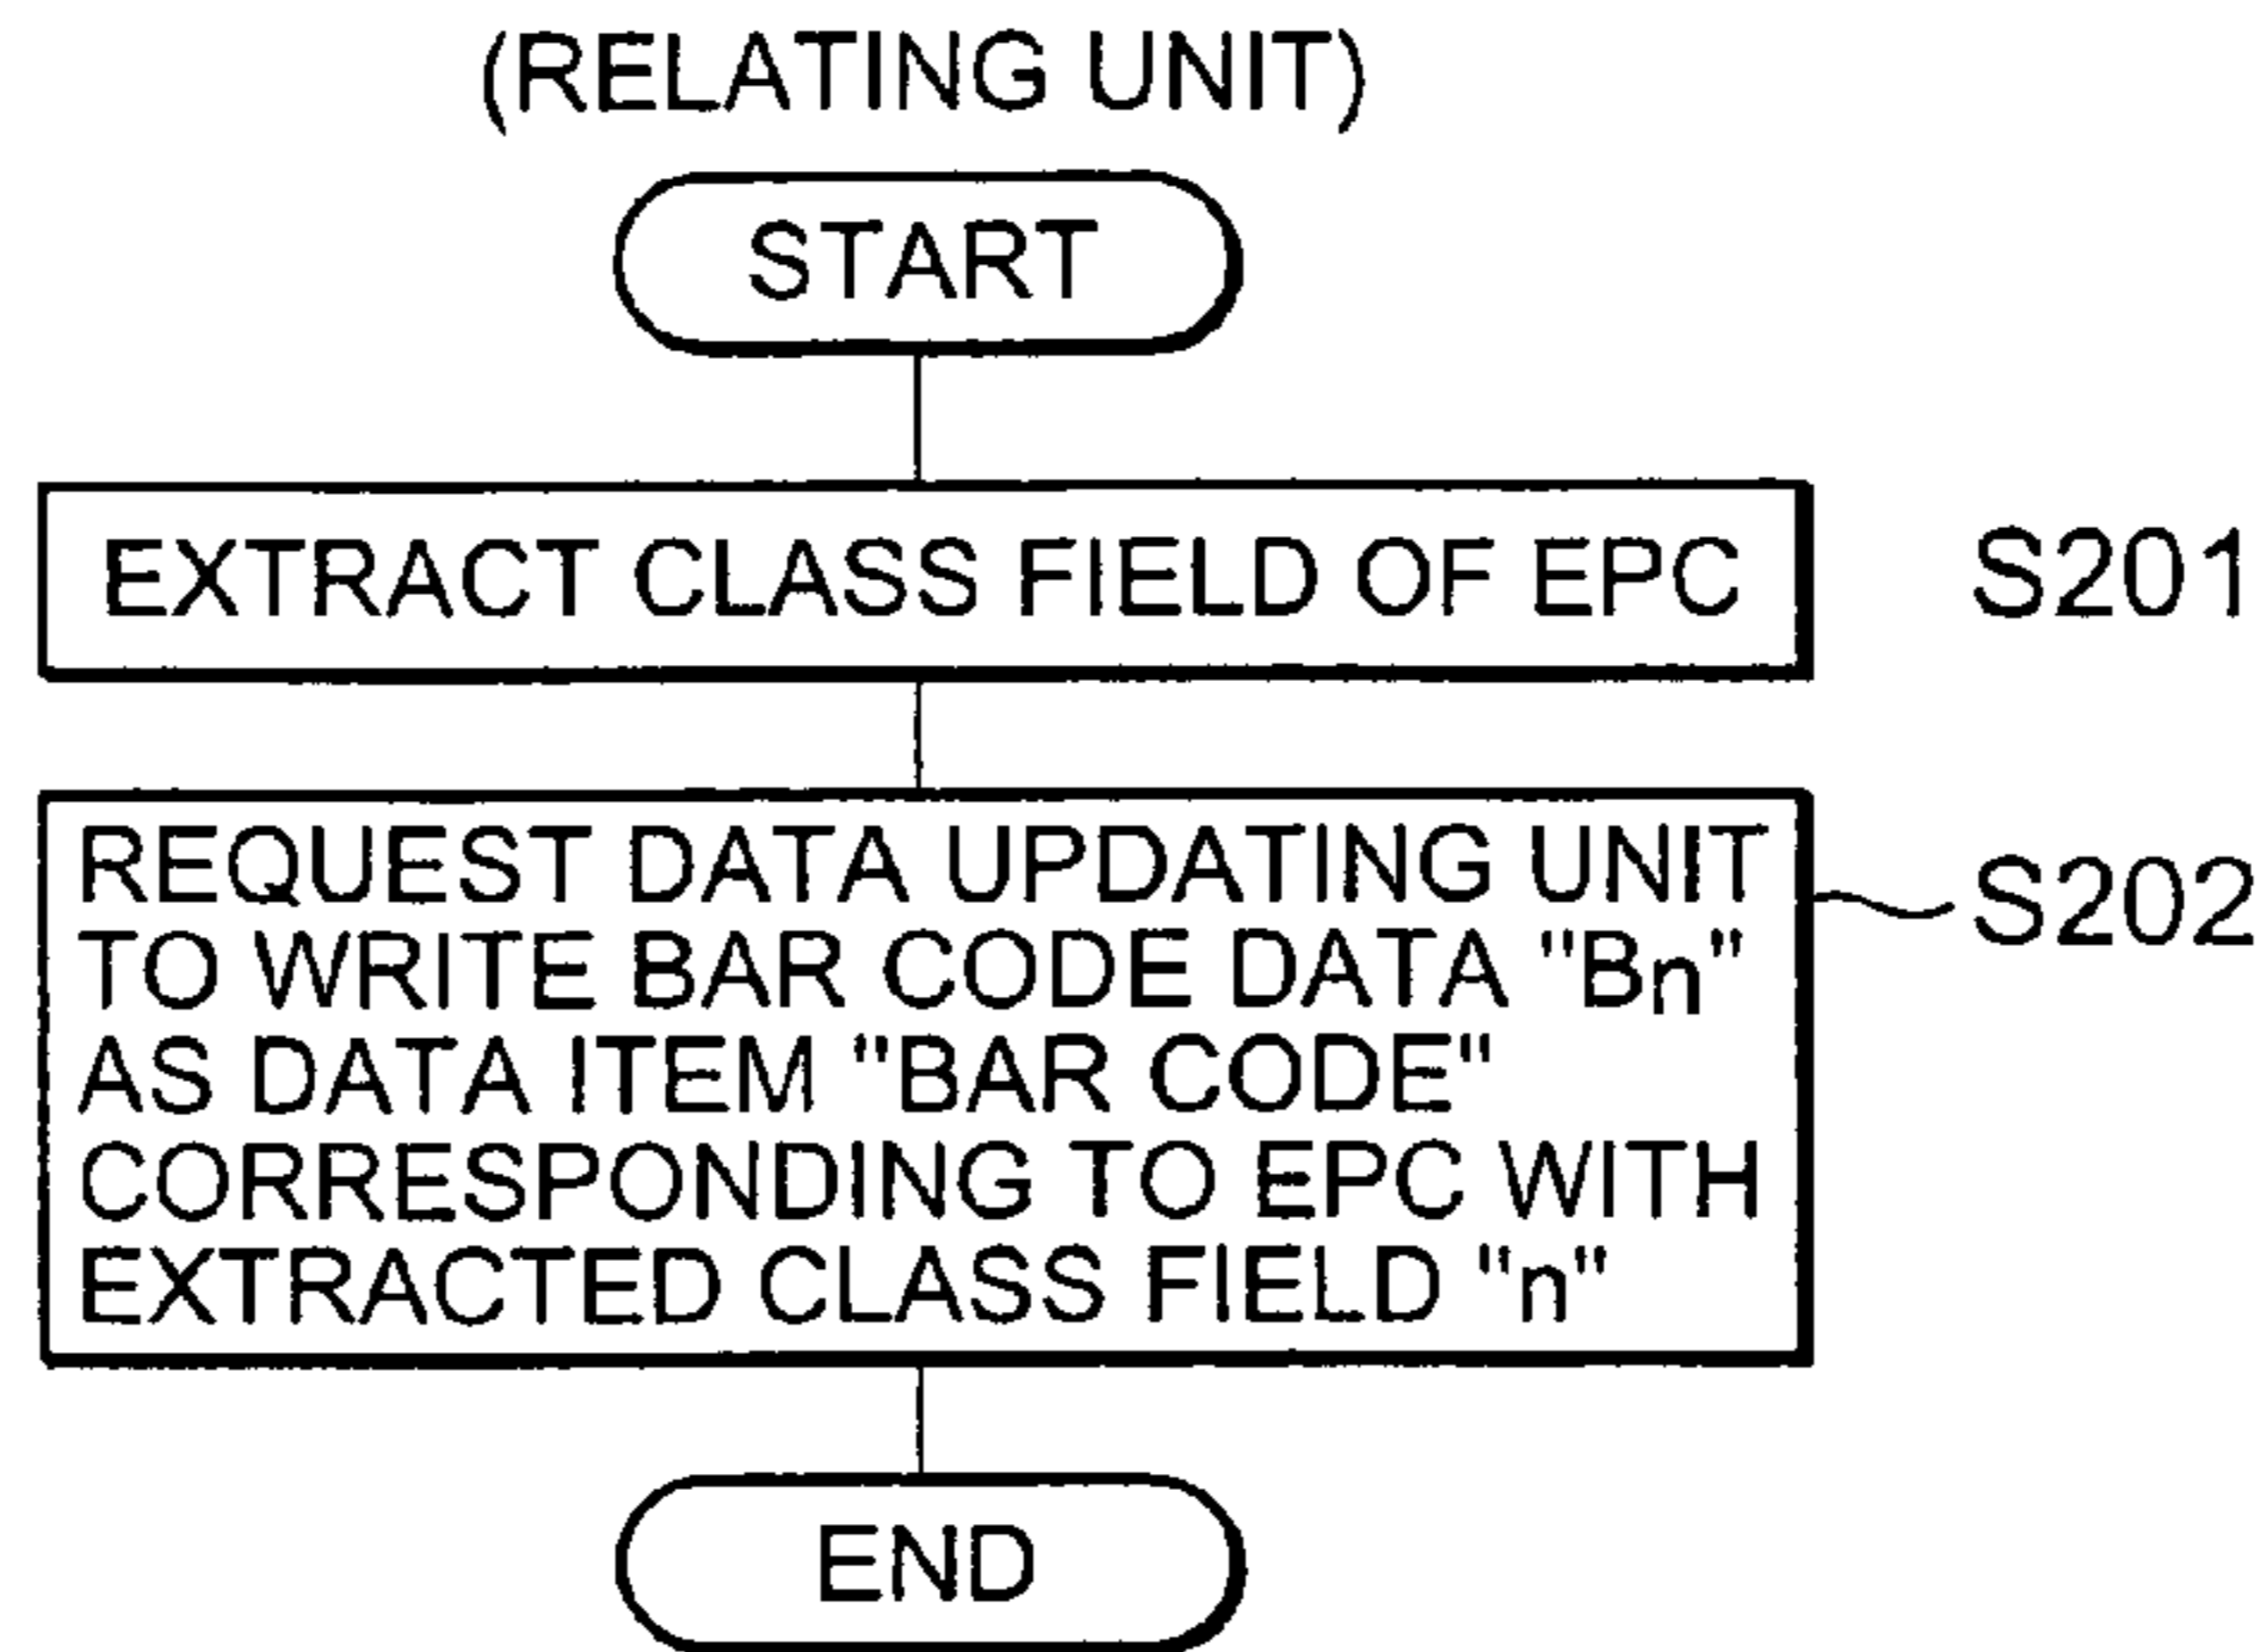 (RELATING UNIT)
START
EXTRACT CLASS FIELD OF EPC
S201
REQUEST DATA UPDATING UNIT
TO WRITE BAR CODE DATA "Bn"
AS DATA ITEM "BAR CODE"
CORRESPONDING TO EPC WITH
EXTRACTED CLASS FIELD "n"
S202
END